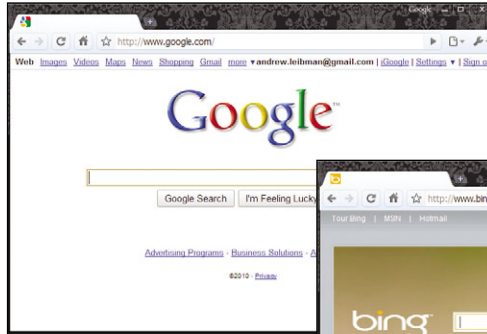 Google
http://www.google.com/
Web Images Videos Maps News Shopping Gmail more ▾ andrew.leibman@gmail.com | iGoogle | Settings ▾ | Sign o
Google™
Google Search I'm Feeling Lucky
http://www.bin
Tour Bing | MSN | Hotmail
Advertising Programs - Business Solutions - A
©2010 - Privacy
bing